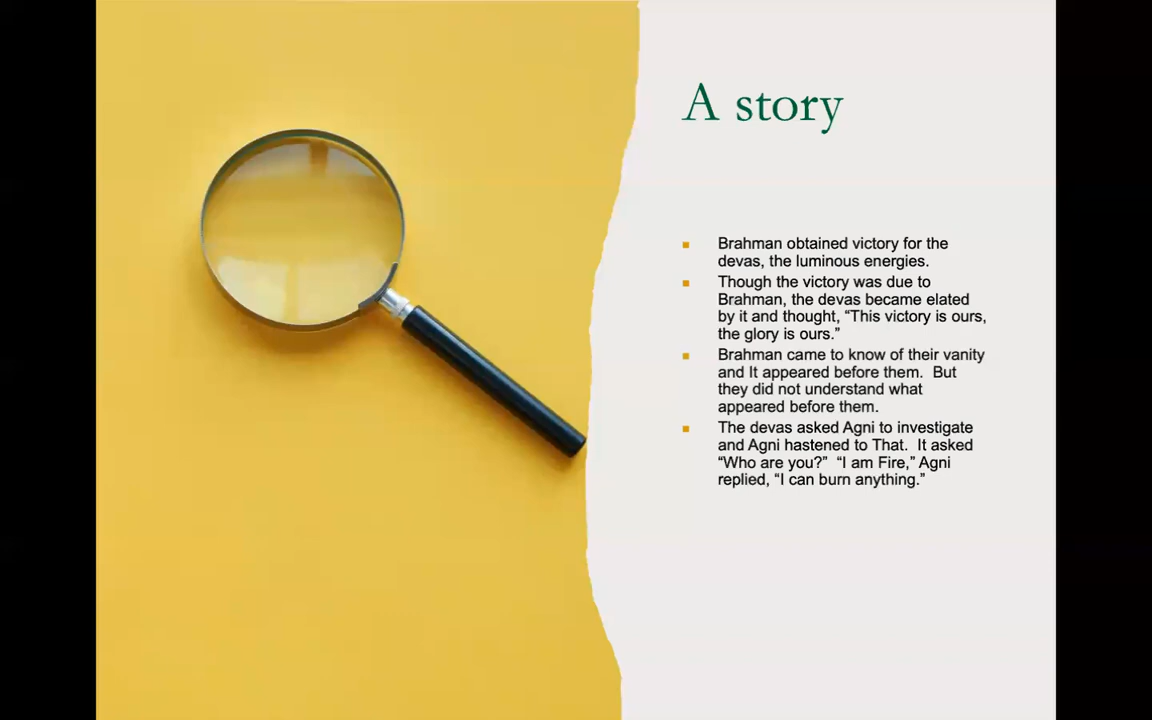 A story
Brahman obtained victory for the
devas, the luminous energies.
Though the victory was due to
Brahman, the devas became elated
by it and thought, “This victory is ours,
the glory is ours.”
Brahman came to know of their vanity
and It appeared before them.  But
they did not understand what
appeared before them.
The devas asked Agni to investigate
and Agni hastened to That.  It asked
“Who are you?”  “I am Fire,” Agni
replied, “I can burn anything.”